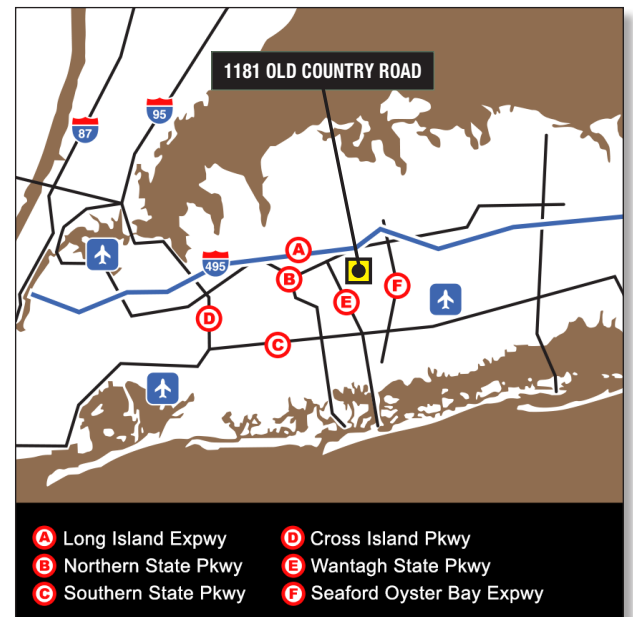 1181 OLD COUNTRY ROAD
95
87
A
495
B
F
E
D
C
A Long Island Expwy
B Northern State Pkwy
C Southern State Pkwy
D Cross Island Pkwy
E Wantagh State Pkwy
F Seaford Oyster Bay Expwy